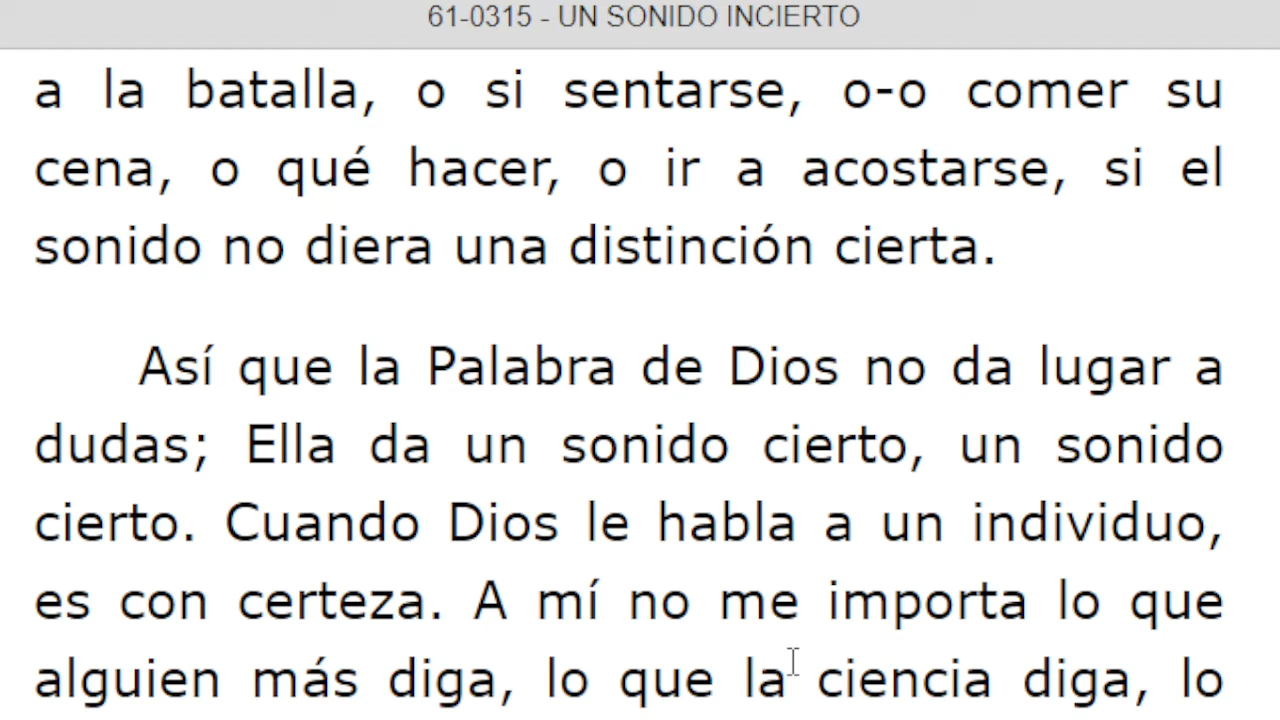 61-0315 - UN SONIDO INCIERTO
a la batalla, o si sentarse, o-o comer su
cena, o qué hacer, o ir a acostarse, si el
sonido no diera una distinción cierta.
Así que la Palabra de Dios no da lugar a
dudas; Ella da un sonido cierto, un sonido
cierto. Cuando Dios le habla a un individuo,
es con certeza. A mí no me importa lo que
alguien más diga, lo que la ciencia diga, lo